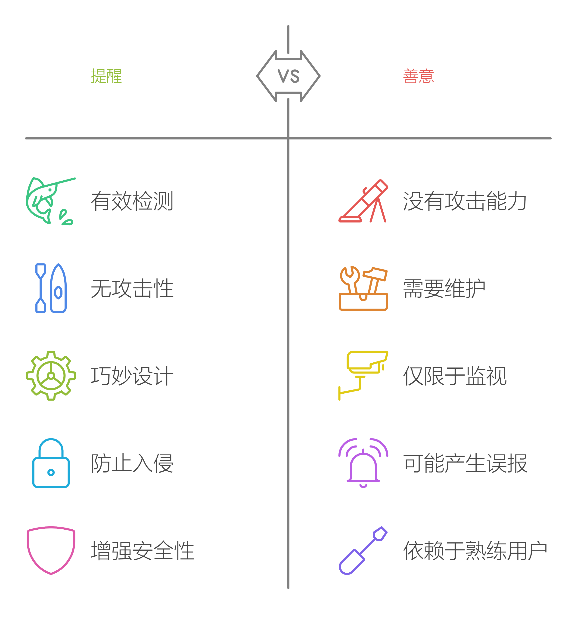 提醒
VS
善意
有效检测
没有攻击能力
无攻击性
需要维护
巧妙设计
仅限于监视
防止入侵
可能产生误报
增强安全性
依赖于熟练用户